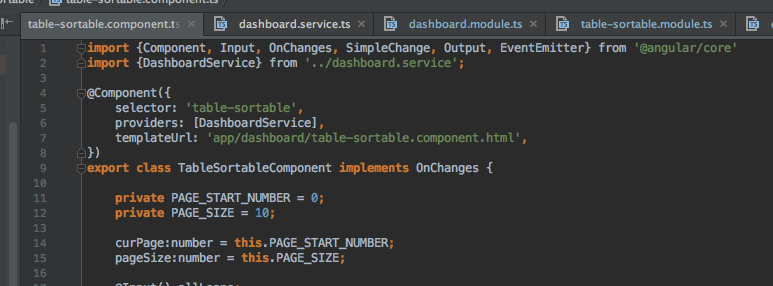 table-sortable.component.ts
table-sortable.component.ts × dashboard.service.ts × dashboard.module.ts × table-sortable.module.ts ×
1 import {Component, Input, OnChanges, SimpleChange, Output, EventEmitter} from '@angular/core'
2 import {DashboardService} from '../dashboard.service';
3
4 @Component({
5 selector: 'table-sortable',
6 providers: [DashboardService],
7 templateUrl: 'app/dashboard/table-sortable.component.html',
8 })
9 export class TableSortableComponent implements OnChanges {
10
11 private PAGE_START_NUMBER = 0;
12 private PAGE_SIZE = 10;
13
14 curPage:number = this.PAGE_START_NUMBER;
15 pageSize:number = this.PAGE_SIZE;
16